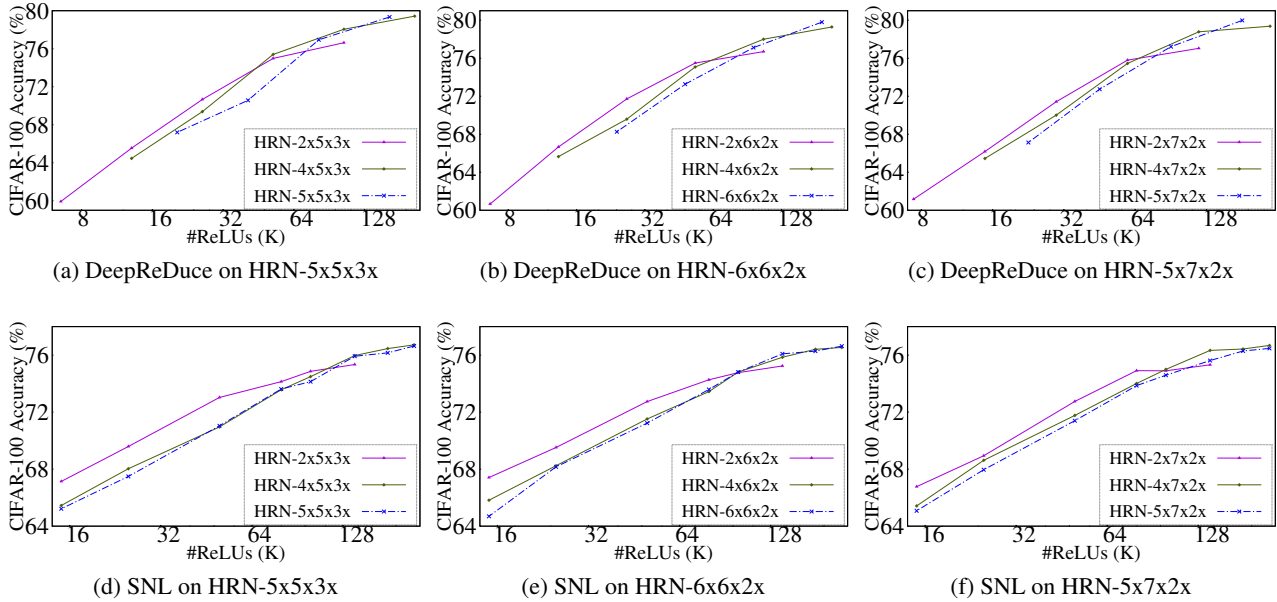 80
76
72
68
64
60
CIFAR-100 Accuracy (%)
HRN-2x5x3x
HRN-4x5x3x
HRN-5x5x3x
8 16 32 64 128
#ReLUs (K)
(a) DeepReDuce on HRN-5x5x3x
80
76
72
68
64
60
CIFAR-100 Accuracy (%)
HRN-2x6x2x
HRN-4x6x2x
HRN-6x6x2x
8 16 32 64 128
#ReLUs (K)
(b) DeepReDuce on HRN-6x6x2x
80
76
72
68
64
60
CIFAR-100 Accuracy (%)
HRN-2x7x2x
HRN-4x7x2x
HRN-5x7x2x
8 16 32 64 128
#ReLUs (K)
(c) DeepReDuce on HRN-5x7x2x
76
72
68
64
CIFAR-100 Accuracy (%)
HRN-2x5x3x
HRN-4x5x3x
HRN-5x5x3x
16 32 64 128
#ReLUs (K)
(d) SNL on HRN-5x5x3x
76
72
68
64
CIFAR-100 Accuracy (%)
HRN-2x6x2x
HRN-4x6x2x
HRN-6x6x2x
16 32 64 128
#ReLUs (K)
(e) SNL on HRN-6x6x2x
76
72
68
64
CIFAR-100 Accuracy (%)
HRN-2x7x2x
HRN-4x7x2x
HRN-5x7x2x
16 32 64 128
#ReLUs (K)
(f) SNL on HRN-5x7x2x